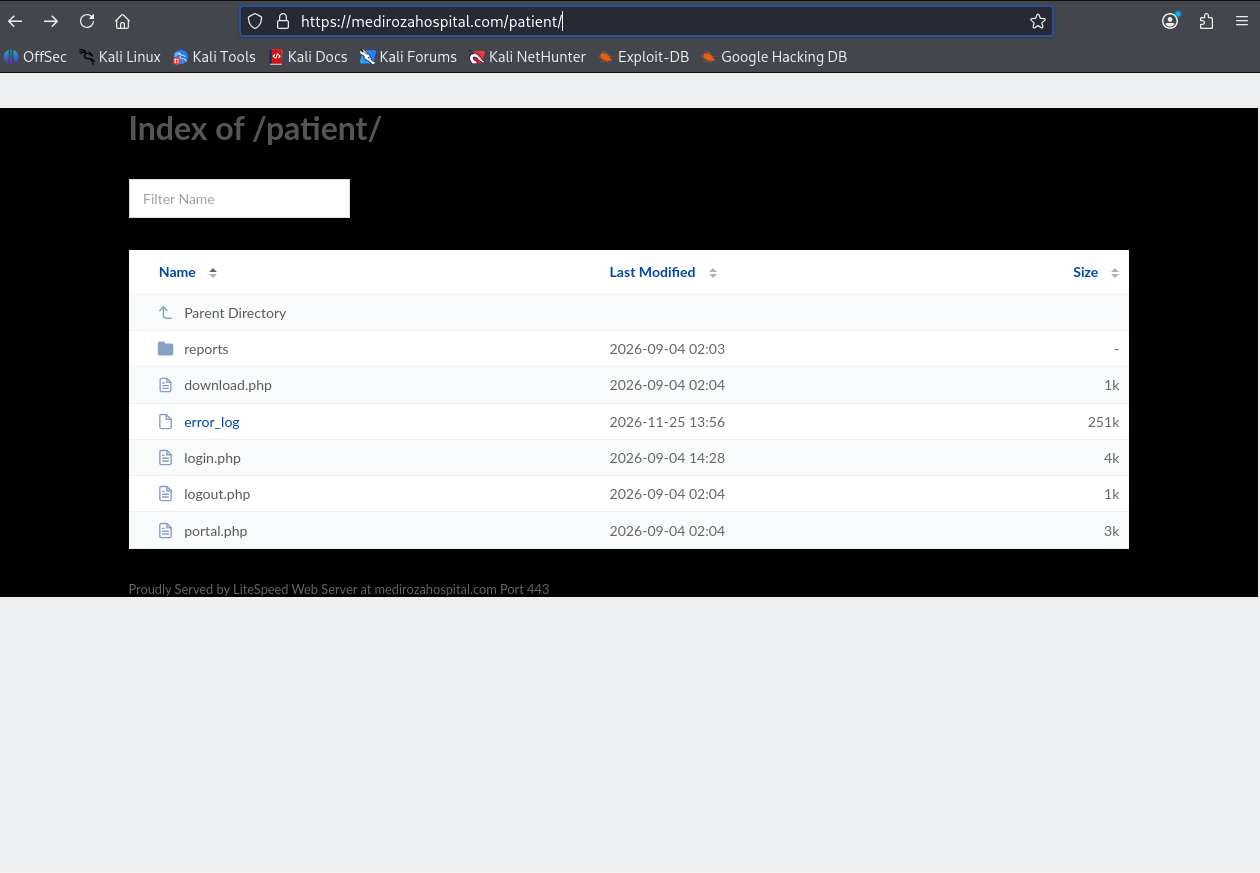 https://medirozahospital.com/patient/
OffSec Kali Linux Kali Tools Kali Docs Kali Forums Kali NetHunter Exploit-DB Google Hacking DB
Index of /patient/
Filter Name
Name Last Modified Size
Parent Directory
reports 2026-09-04 02:03 -
download.php 2026-09-04 02:04 1k
error_log 2026-11-25 13:56 251k
login.php 2026-09-04 14:28 4k
logout.php 2026-09-04 02:04 1k
portal.php 2026-09-04 02:04 3k
Proudly Served by LiteSpeed Web Server at medirozahospital.com Port 443